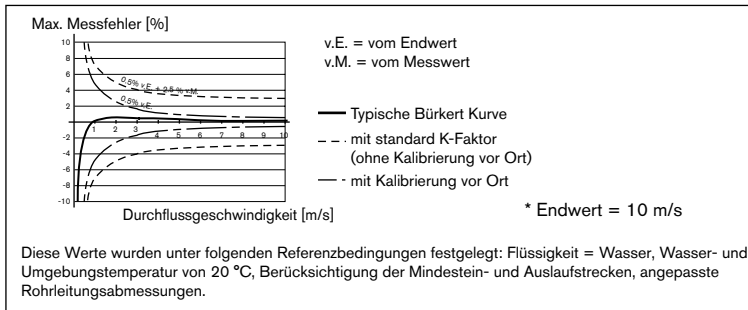 Max. Messfehler [%]
10
8
6
4
2
-2
-4
-6
-8
-10
0.5% v.E. + 2.5 % v.M.
0.5% v.E.
1 2 3 4 5 6 7 8 9 10
Durchflussgeschwindigkeit [m/s]
v.E. = vom Endwert
v.M. = vom Messwert
Typische Bürkert Kurve
mit standard K-Faktor
(ohne Kalibrierung vor Ort)
mit Kalibrierung vor Ort
* Endwert = 10 m/s
Diese Werte wurden unter folgenden Referenzbedingungen festgelegt: Flüssigkeit = Wasser, Wasser- und
Umgebungstemperatur von 20 °C, Berücksichtigung der Mindestein- und Auslaufstrecken, angepasste
Rohrleitungsabmessungen.